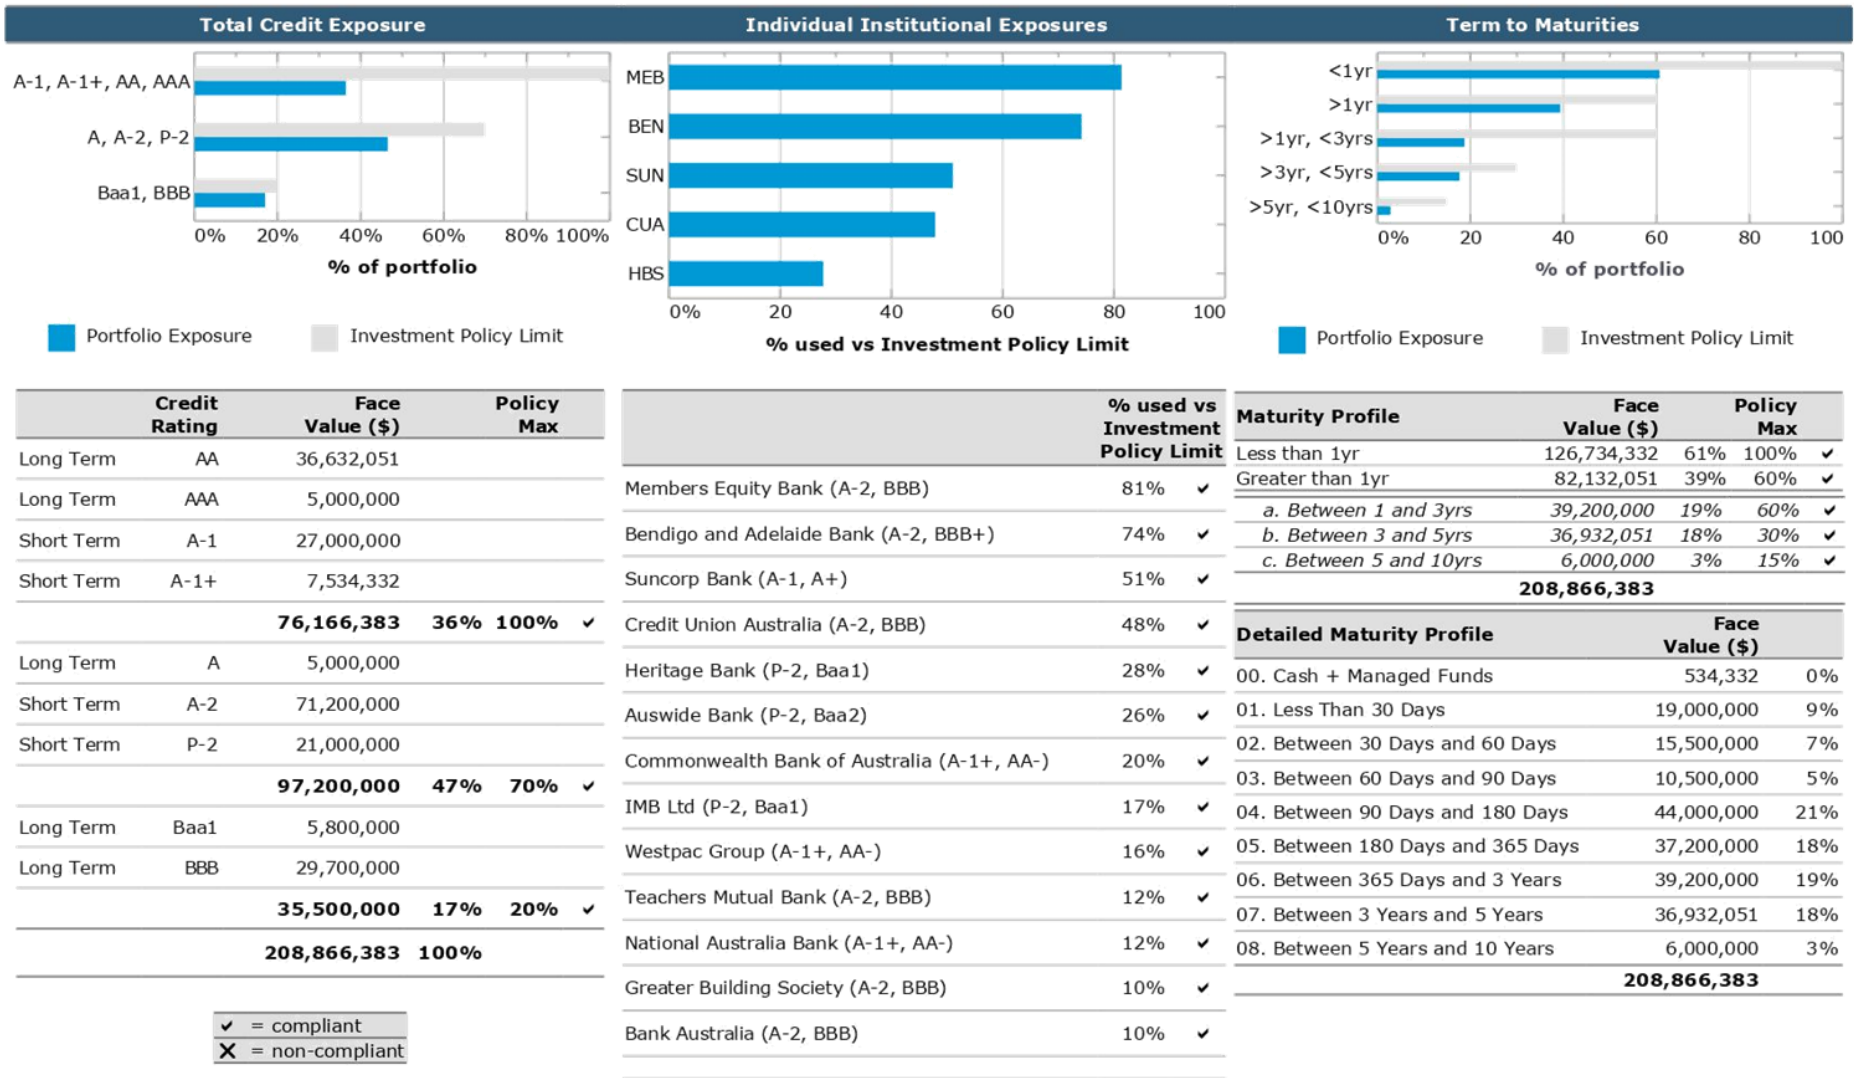 Total Credit Exposure
A-1, A-1+, AA, AAA
A, A-2, P-2
Baa1, BBB
0% 20% 40% 60% 80% 100%
% of portfolio
Portfolio Exposure Investment Policy Limit
Credit Rating Face Value ($) Policy Max
Long Term AA 36,632,051
Long Term AAA 5,000,000
Short Term A-1 27,000,000
Short Term A-1+ 7,534,332
76,166,383 36% 100% ✔
Long Term A 5,000,000
Short Term A-2 71,200,000
Short Term P-2 21,000,000
97,200,000 47% 70% ✔
Long Term Baa1 5,800,000
Long Term BBB 29,700,000
35,500,000 17% 20% ✔
208,866,383 100%
✔ = compliant
✘ = non-compliant
Individual Institutional Exposures
MEB
BEN
SUN
CUA
HBS
0% 20 40 60 80 100
% used vs Investment Policy Limit
% used vs
Investment
Policy Limit
Members Equity Bank (A-2, BBB) 81% ✔
Bendigo and Adelaide Bank (A-2, BBB+) 74% ✔
Suncorp Bank (A-1, A+) 51% ✔
Credit Union Australia (A-2, BBB) 48% ✔
Heritage Bank (P-2, Baa1) 28% ✔
Auswide Bank (P-2, Baa2) 26% ✔
Commonwealth Bank of Australia (A-1+, AA-) 20% ✔
IMB Ltd (P-2, Baa1) 17% ✔
Westpac Group (A-1+, AA-) 16% ✔
Teachers Mutual Bank (A-2, BBB) 12% ✔
National Australia Bank (A-1+, AA-) 12% ✔
Greater Building Society (A-2, BBB) 10% ✔
Bank Australia (A-2, BBB) 10% ✔
Term to Maturities
<1yr
>1yr
>1yr, <3yrs
>3yr, <5yrs
>5yr, <10yrs
0% 20 40 60 80 100
% of portfolio
Portfolio Exposure Investment Policy Limit
Maturity Profile Face Value ($) Policy Max
Less than 1yr 126,734,332 61% 100% ✔
Greater than 1yr 82,132,051 39% 60% ✔
a. Between 1 and 3yrs 39,200,000 19% 60% ✔
b. Between 3 and 5yrs 36,932,051 18% 30% ✔
c. Between 5 and 10yrs 6,000,000 3% 15% ✔
208,866,383
Detailed Maturity Profile Face Value ($)
00. Cash + Managed Funds 534,332 0%
01. Less Than 30 Days 19,000,000 9%
02. Between 30 Days and 60 Days 15,500,000 7%
03. Between 60 Days and 90 Days 10,500,000 5%
04. Between 90 Days and 180 Days 44,000,000 21%
05. Between 180 Days and 365 Days 37,200,000 18%
06. Between 365 Days and 3 Years 39,200,000 19%
07. Between 3 Years and 5 Years 36,932,051 18%
08. Between 5 Years and 10 Years 6,000,000 3%
208,866,383